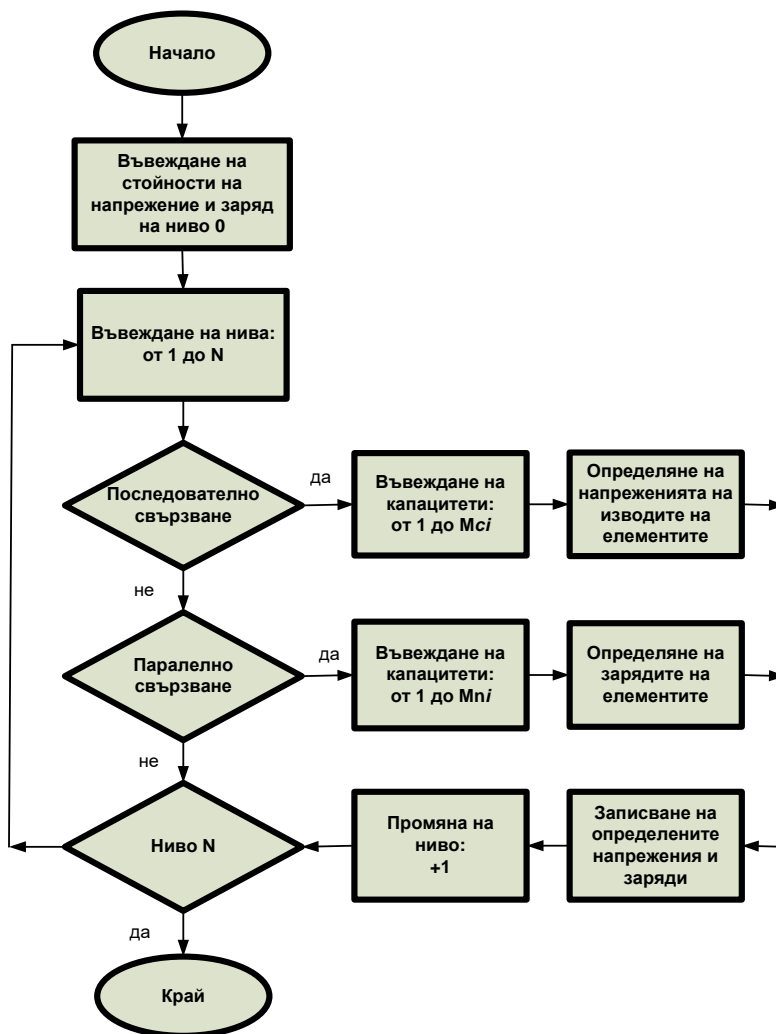 Начало
Въвеждане на
стойности на
напрежение и заряд
на ниво 0
Въвеждане на нива:
от 1 до N
Последователно
свързване
да
Въвеждане на
капацитети:
от 1 до Mci
Определяне на
напреженията на
изводите на
елементите
не
Паралелно
свързване
да
Въвеждане на
капацитети:
от 1 до Mni
Определяне на
зарядите на
елементите
не
Ниво N
Промяна на
ниво:
+1
Записване на
определените
напрежения и
заряди
да
Край